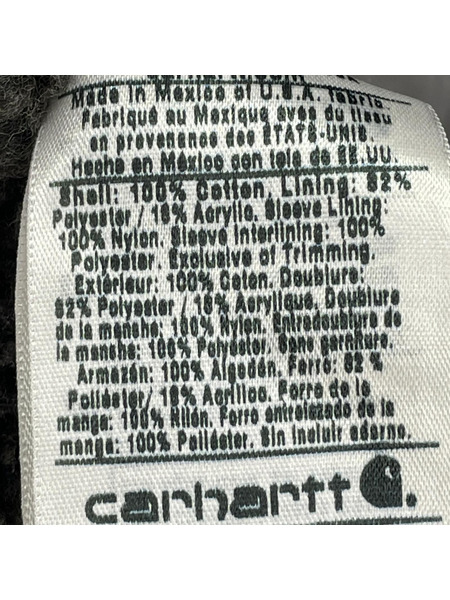 Made in Mexico of U.S.A. fabric
Fabriqué au Mexique avec du tissu
en provenance des ETATS-UNIS.
Hecho en México con tela de EE.UU.
Shell: 100% Cotton. Lining: 82%
Polyester / 18% Acrylic. Sleeve Lining:
100% Nylon. Sleeve Interlining: 100%
Polyester. Exclusive of Trimming.
Extérieur: 100% Coton. Doublure:
82% Polyester / 18% Acrylique. Doublure
de la manche: 100% Nylon. Entredoublure de
la manche: 100% Polyester. Sans garniture.
Armazón: 100% Algodón. Forro: 82 %
Poliéster/ 18% Acrílico. Forro de la
manga: 100% Nilón. Forro entrelazado de la
manga: 100% Poliéster. Sin incluir adorno.
carhartt